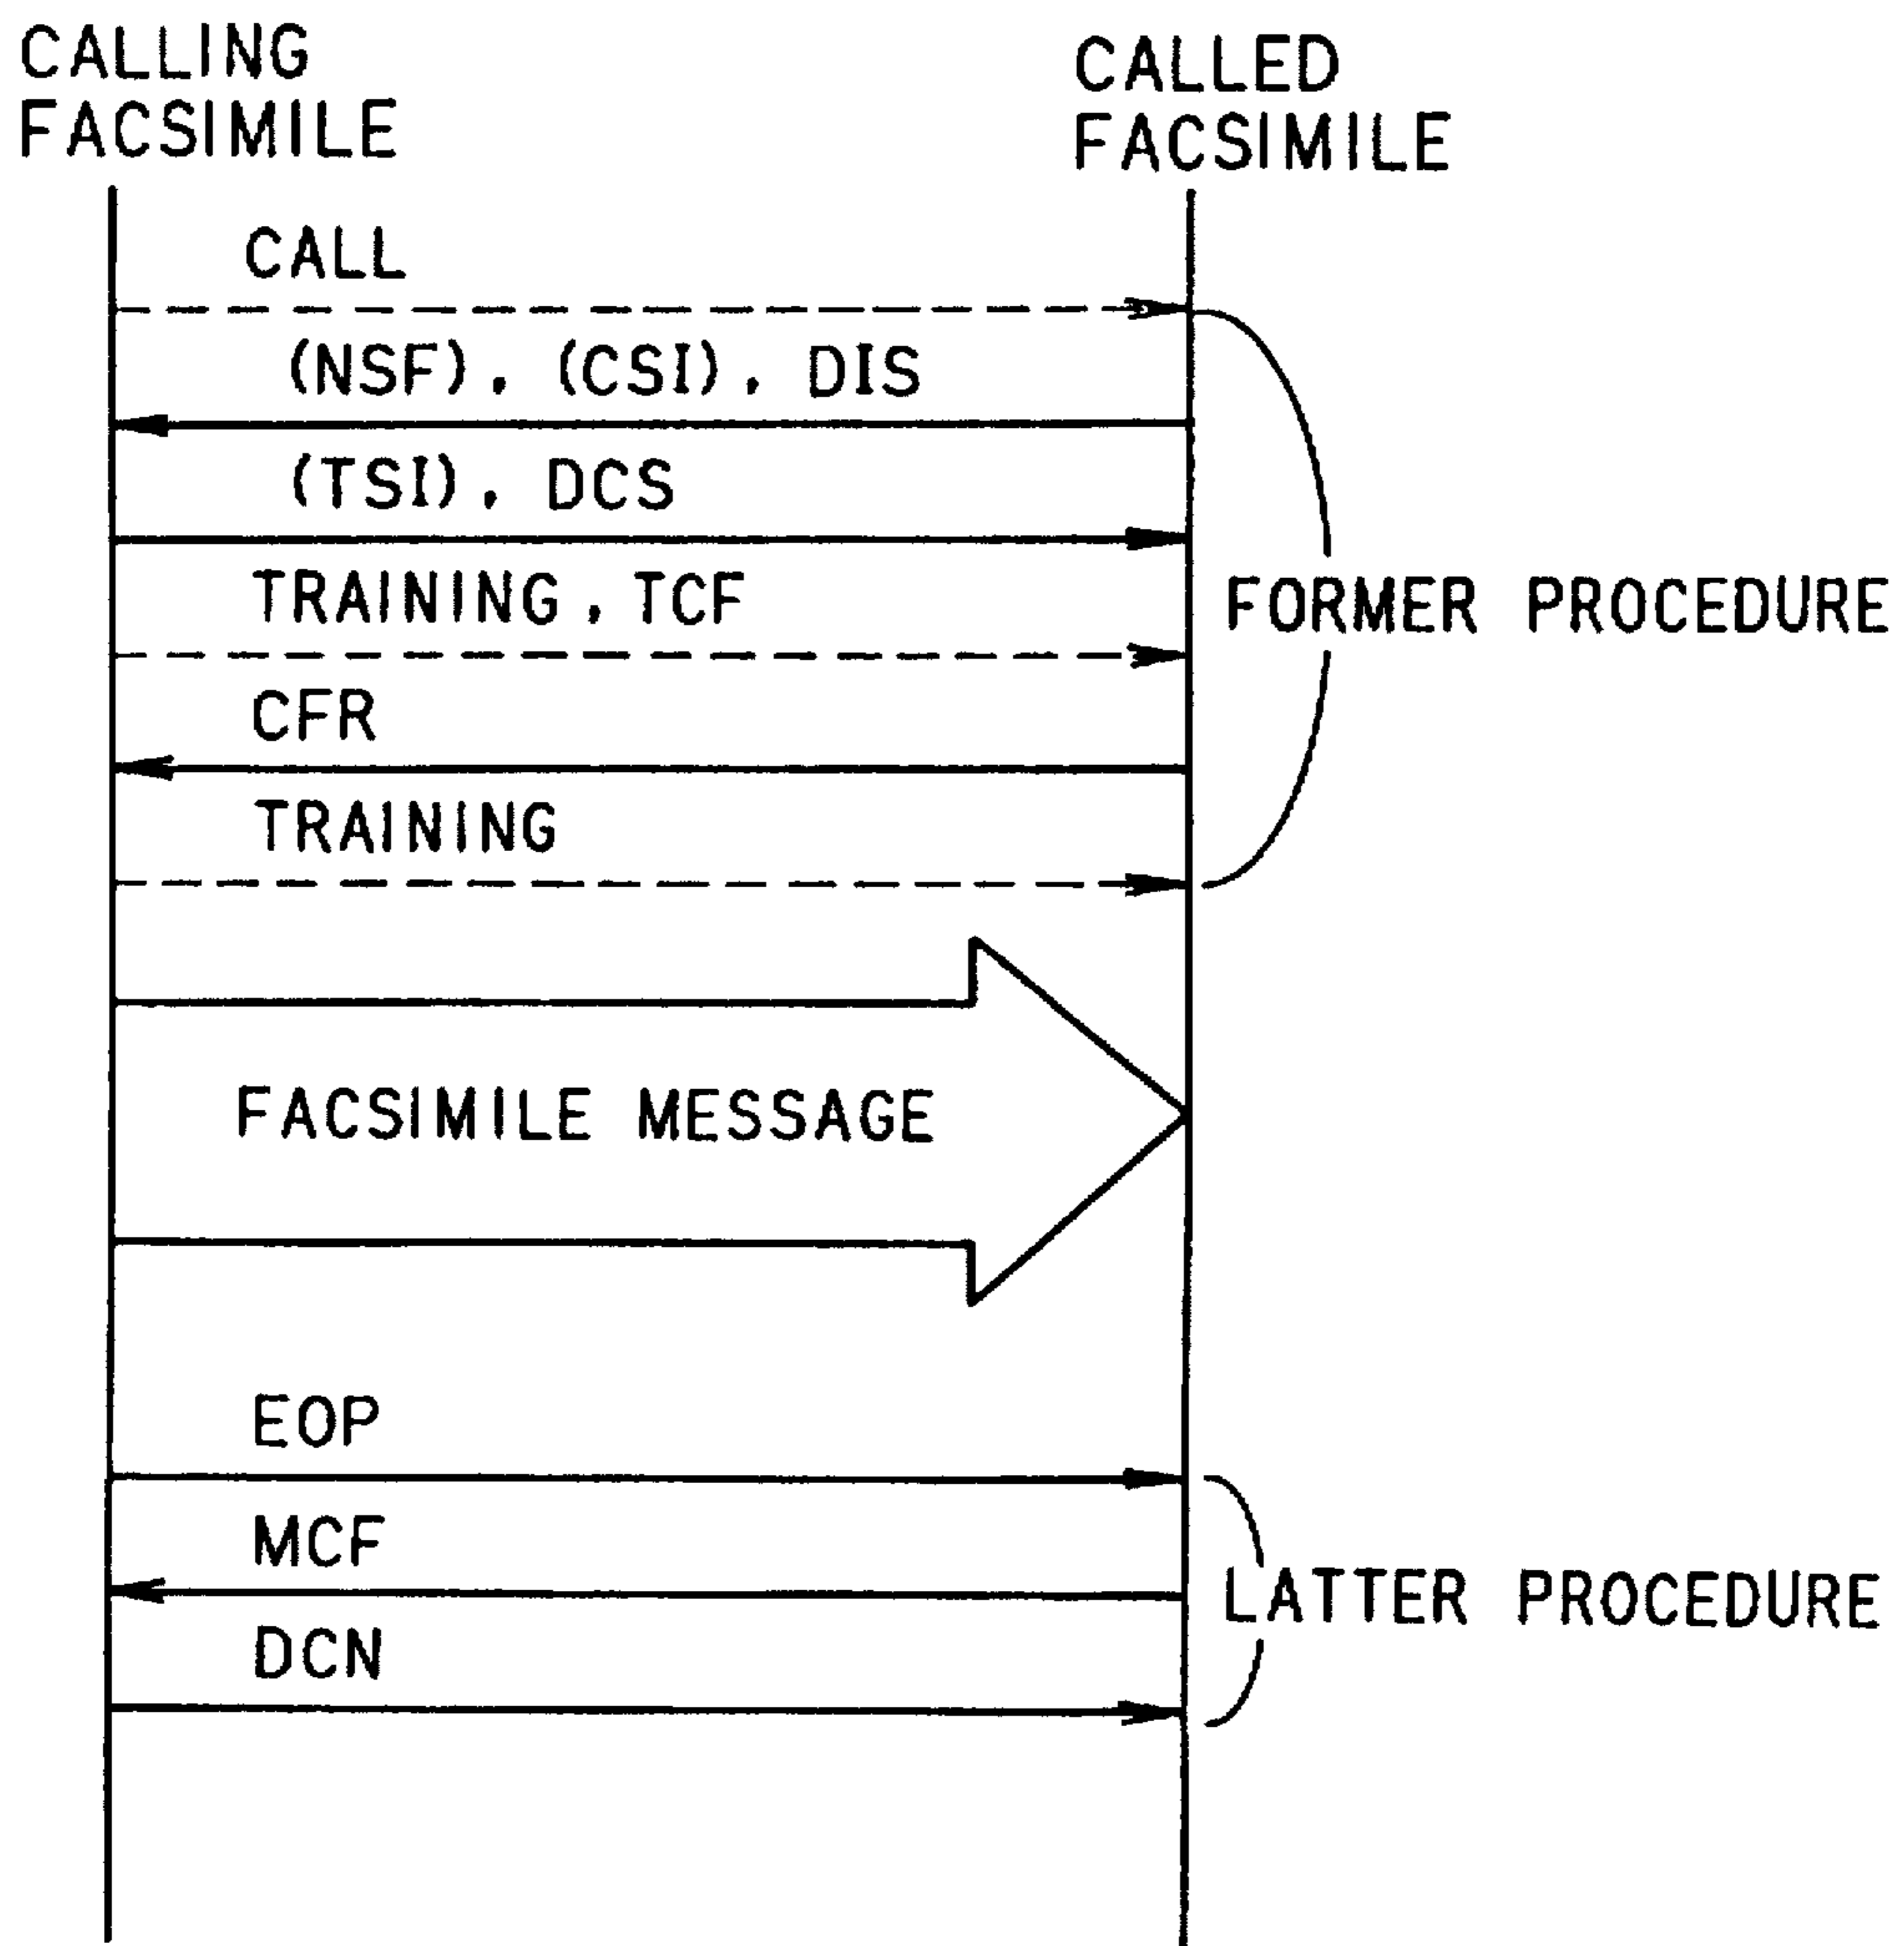 CALLING
FACSIMILE
CALLED
FACSIMILE
CALL
(NSF), (CSI), DIS
(TSI), DCS
TRAINING, TCF
FORMER PROCEDURE
CFR
TRAINING
FACSIMILE MESSAGE
EOP
MCF
LATTER PROCEDURE
DCN